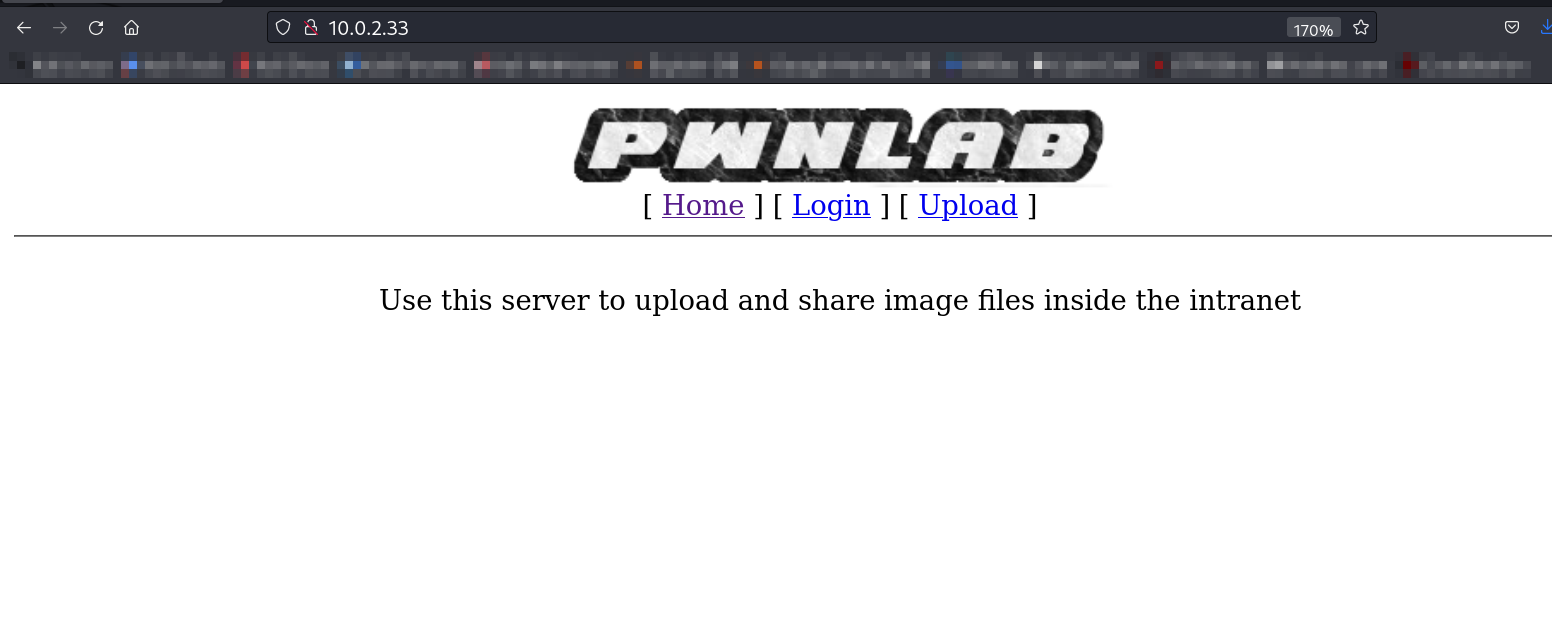 10.0.2.33
170%
PWNLAB
[ Home ] [ Login ] [ Upload ]
Use this server to upload and share image files inside the intranet